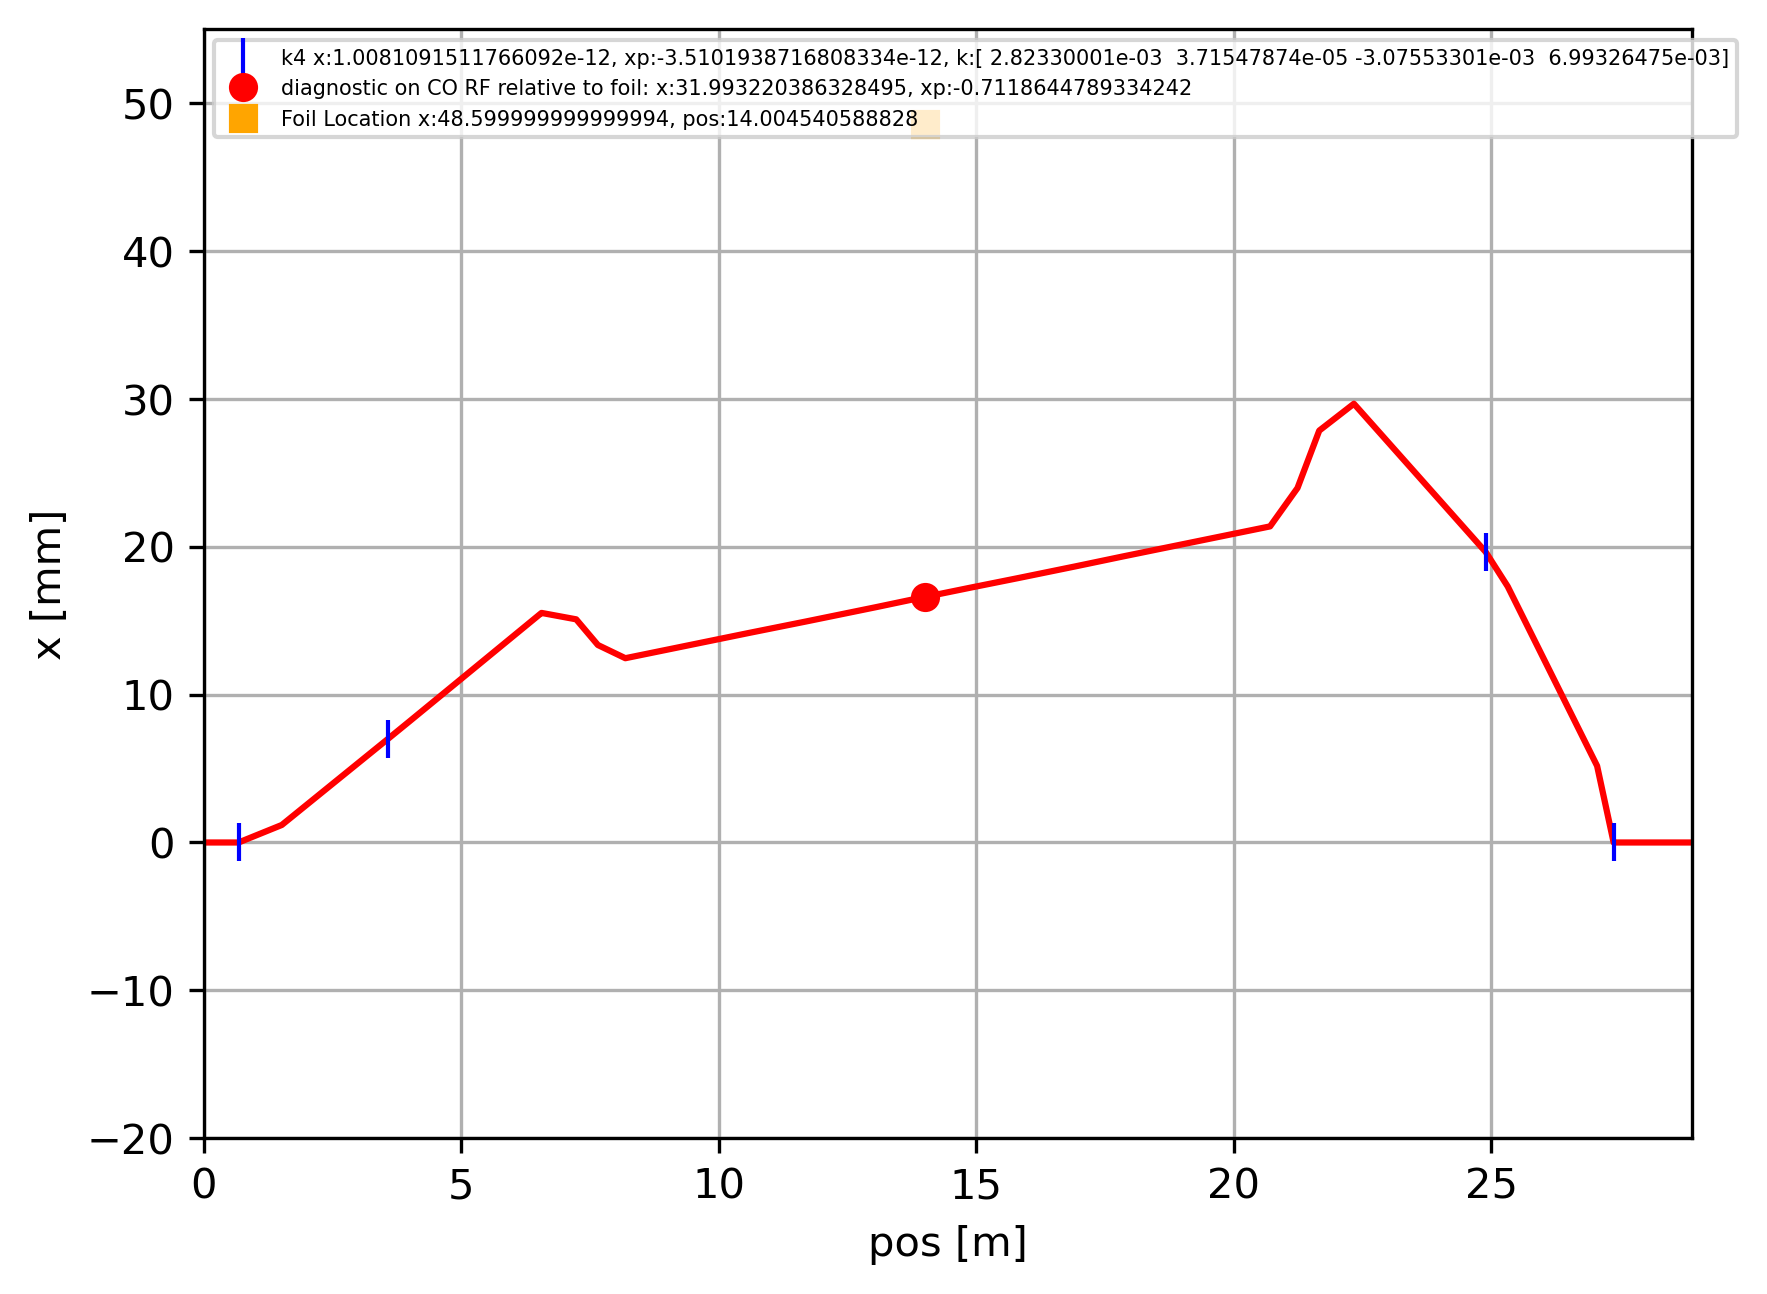 k4 x:1.0081091511766092e-12, xp:-3.5101938716808334e-12, k:[ 2.82330001e-03  3.71547874e-05 -3.07553301e-03  6.99326475e-03]
diagnostic on CO RF relative to foil: x:31.993220386328495, xp:-0.7118644789334242
Foil Location x:48.599999999999994, pos:14.004540588828
50
40
30
20
10
0
−10
−20
x [mm]
0 5 10 15 20 25
pos [m]